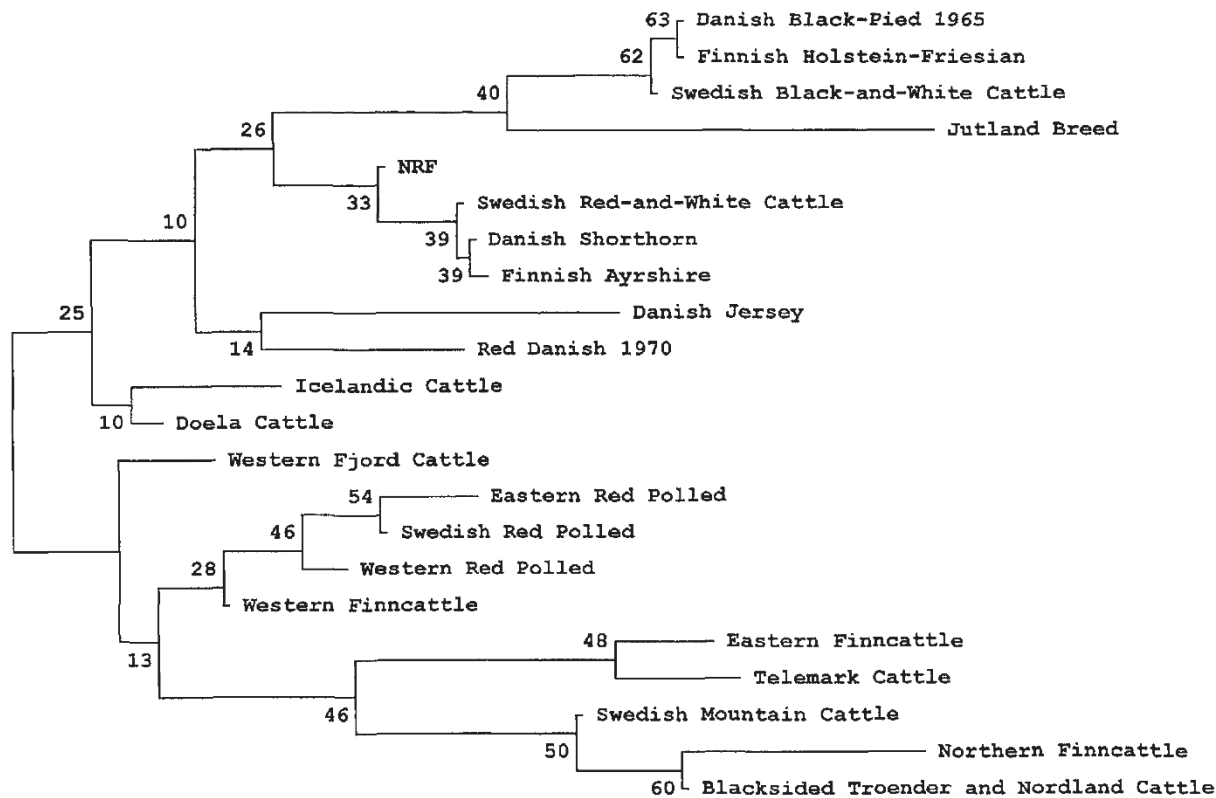 63 Danish Black-Pied 1965
62 Finnish Holstein-Friesian
Swedish Black-and-White Cattle
40
26 Jutland Breed
NRF
33 Swedish Red-and-White Cattle
10 39 Danish Shorthorn
39 Finnish Ayrshire
25 Danish Jersey
14 Red Danish 1970
Icelandic Cattle
10 Doela Cattle
Western Fjord Cattle
54 Eastern Red Polled
46 Swedish Red Polled
28 Western Red Polled
Western Finncattle
48 Eastern Finncattle
13 Telemark Cattle
46 Swedish Mountain Cattle
50 Northern Finncattle
60 Blacksided Troender and Nordland Cattle